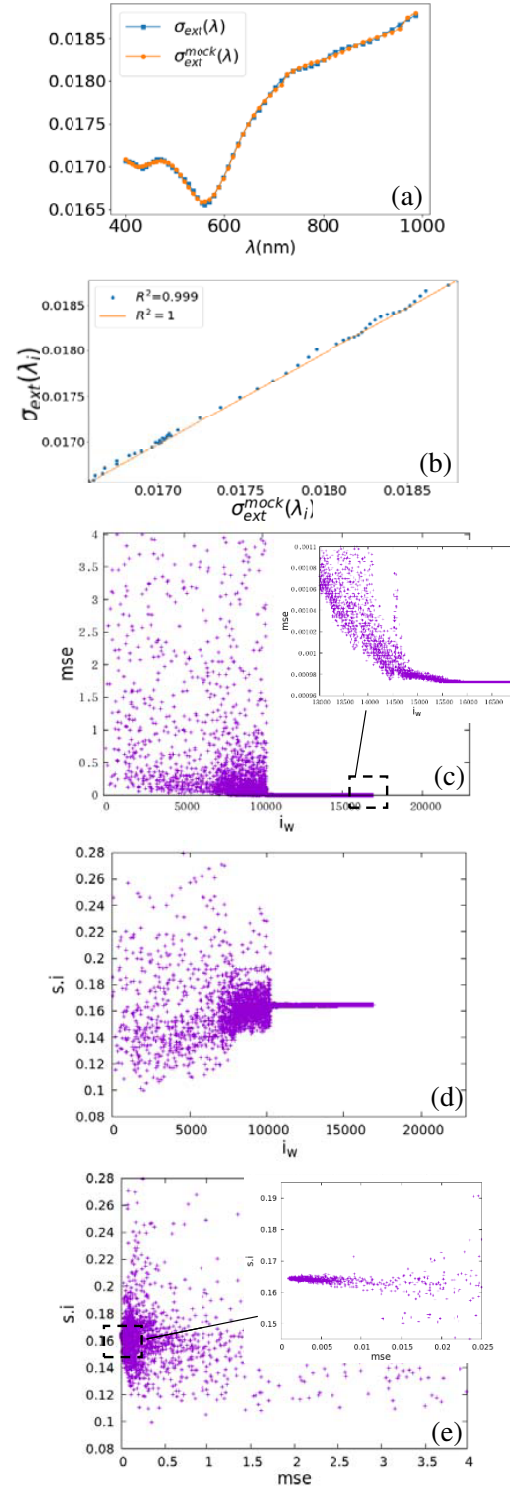 0.0185
0.0180
0.0175
0.0170
0.0165
σ_ext(λ)
σ_ext^mock(λ)
(a)
400 600 800 1000
λ(nm)
σ_ext(λ_i)
0.0185
0.0180
0.0175
0.0170
R²=0.999
R² = 1
(b)
0.0170 0.0175 0.0180 0.0185
σ_ext^mock(λ_i)
mse
4
3.5
3
2.5
2
1.5
1
0.5
0
0 5000 10000 15000 20000
i_w
mse
0.0011
0.00108
0.00106
0.00104
0.00102
0.00101
0.001
0.00098
0.00096
13000 13500 14000 14500 15000 15500 16000 16500
i_w
(c)
s.i
0.28
0.26
0.24
0.22
0.2
0.18
0.16
0.14
0.12
0.1
0.08
0 5000 10000 15000 20000
i_w
(d)
s.i
0.28
0.26
0.24
0.22
0.2
0.18
0.16
0.14
0.12
0.1
0.08
0 0.5 1 1.5 2 2.5 3 3.5 4
mse
s.i
0.19
0.18
0.17
0.16
0.15
0 0.005 0.01 0.015 0.02 0.025
mse
(e)